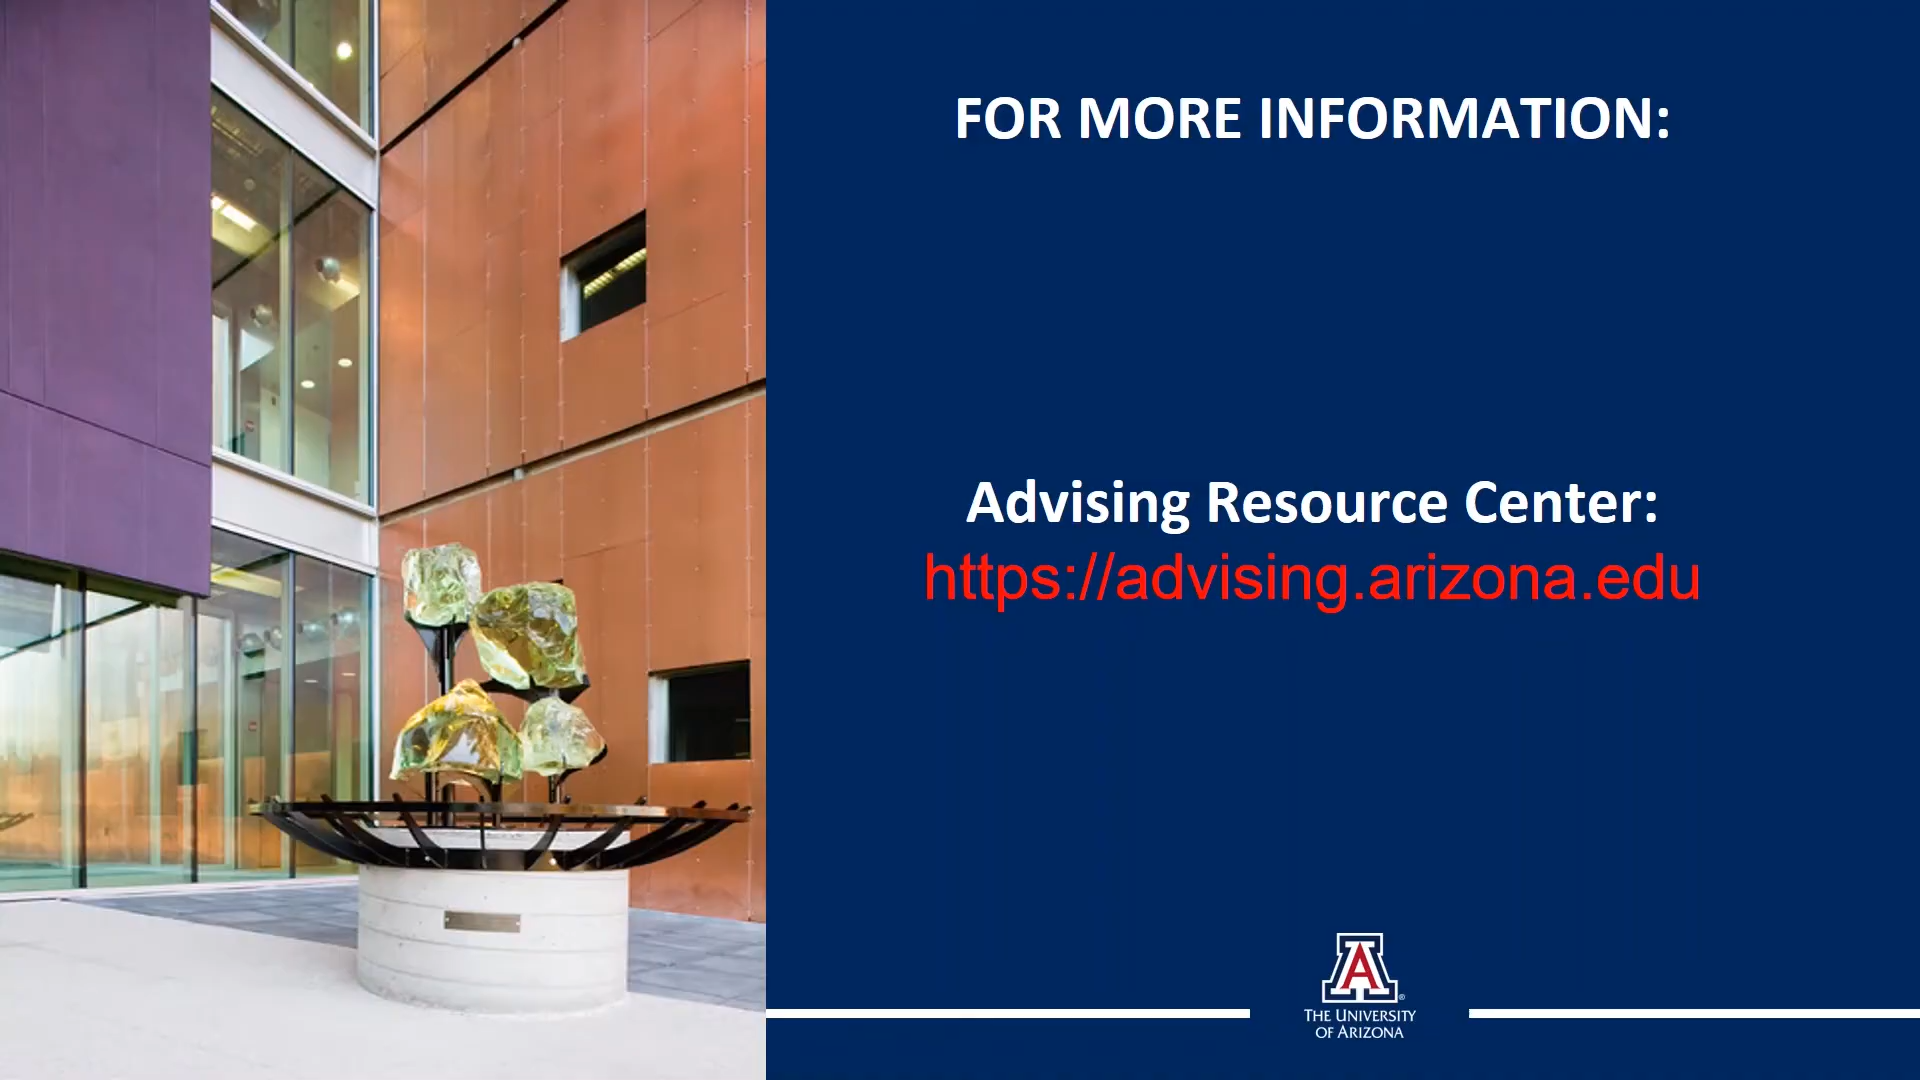 FOR MORE INFORMATION:
Advising Resource Center:
https://advising.arizona.edu
A
THE UNIVERSITY
OF ARIZONA